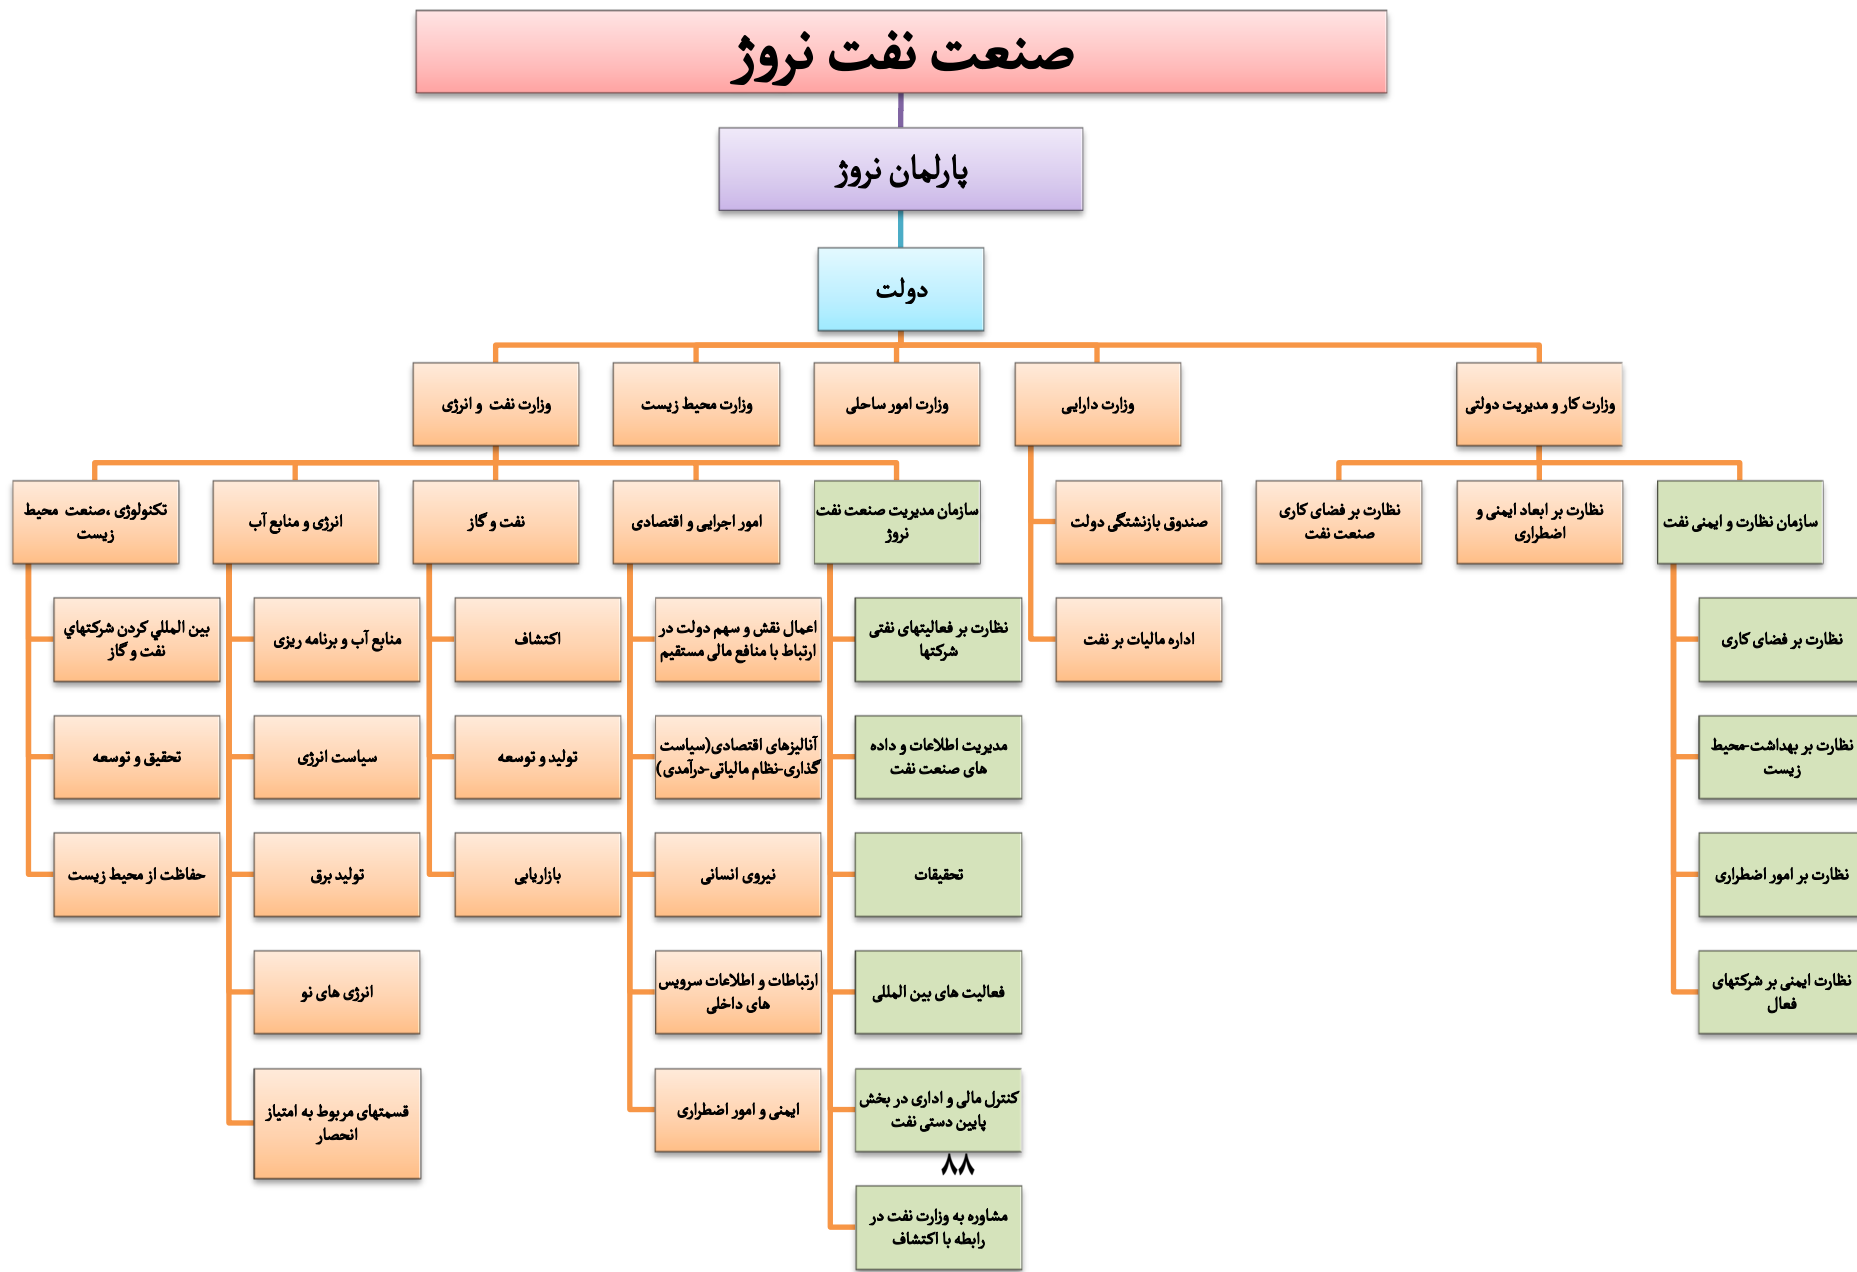 صنعت نفت نروژ
پارلمان نروژ
دولت
وزارت کار و مدیریت دولتی
وزارت دارایی
وزارت امور ساحلی
وزارت محیط زیست
وزارت نفت و انرژی
سازمان نظارت و ایمنی نفت
نظارت بر ابعاد ایمنی و
اضطراری
نظارت بر فضای کاری
صنعت نفت
صندوق بازنشتگی دولت
سازمان مدیریت صنعت نفت
نروژ
امور اجرایی و اقتصادی
نفت و گاز
انرژی و منابع آب
تکنولوژی ،صنعت محیط
زیست
نظارت بر فضای کاری
اداره مالیات بر نفت
نظارت بر فعالیتهای نفتی
شرکتها
اعمال نقش و سهم دولت در
ارتباط با منافع مالی مستقیم
اکتشاف
منابع آب و برنامه ریزی
بین المللي کردن شرکتهاي
نفت و گاز
نظارت بر بهداشت-محیط
زیست
مدیریت اطلاعات و داده
های صنعت نفت
آنالیزهای اقتصادی(سیاست
گذاری-نظام مالیاتی-درآمدی)
تولید و توسعه
سیاست انرژی
تحقیق و توسعه
نظارت بر امور اضطراری
تحقیقات
نیروی انسانی
بازاریابی
تولید برق
حفاظت از محیط زیست
نظارت ایمنی بر شرکتهای
فعال
فعالیت های بین المللی
ارتباطات و اطلاعات سرویس
های داخلی
انرژی های نو
کنترل مالی و اداری در بخش
پایین دستی نفت
ایمنی و امور اضطراری
قسمتهای مربوط به امتیاز
انحصار
۸۸
مشاوره به وزارت نفت در
رابطه با اکتشاف